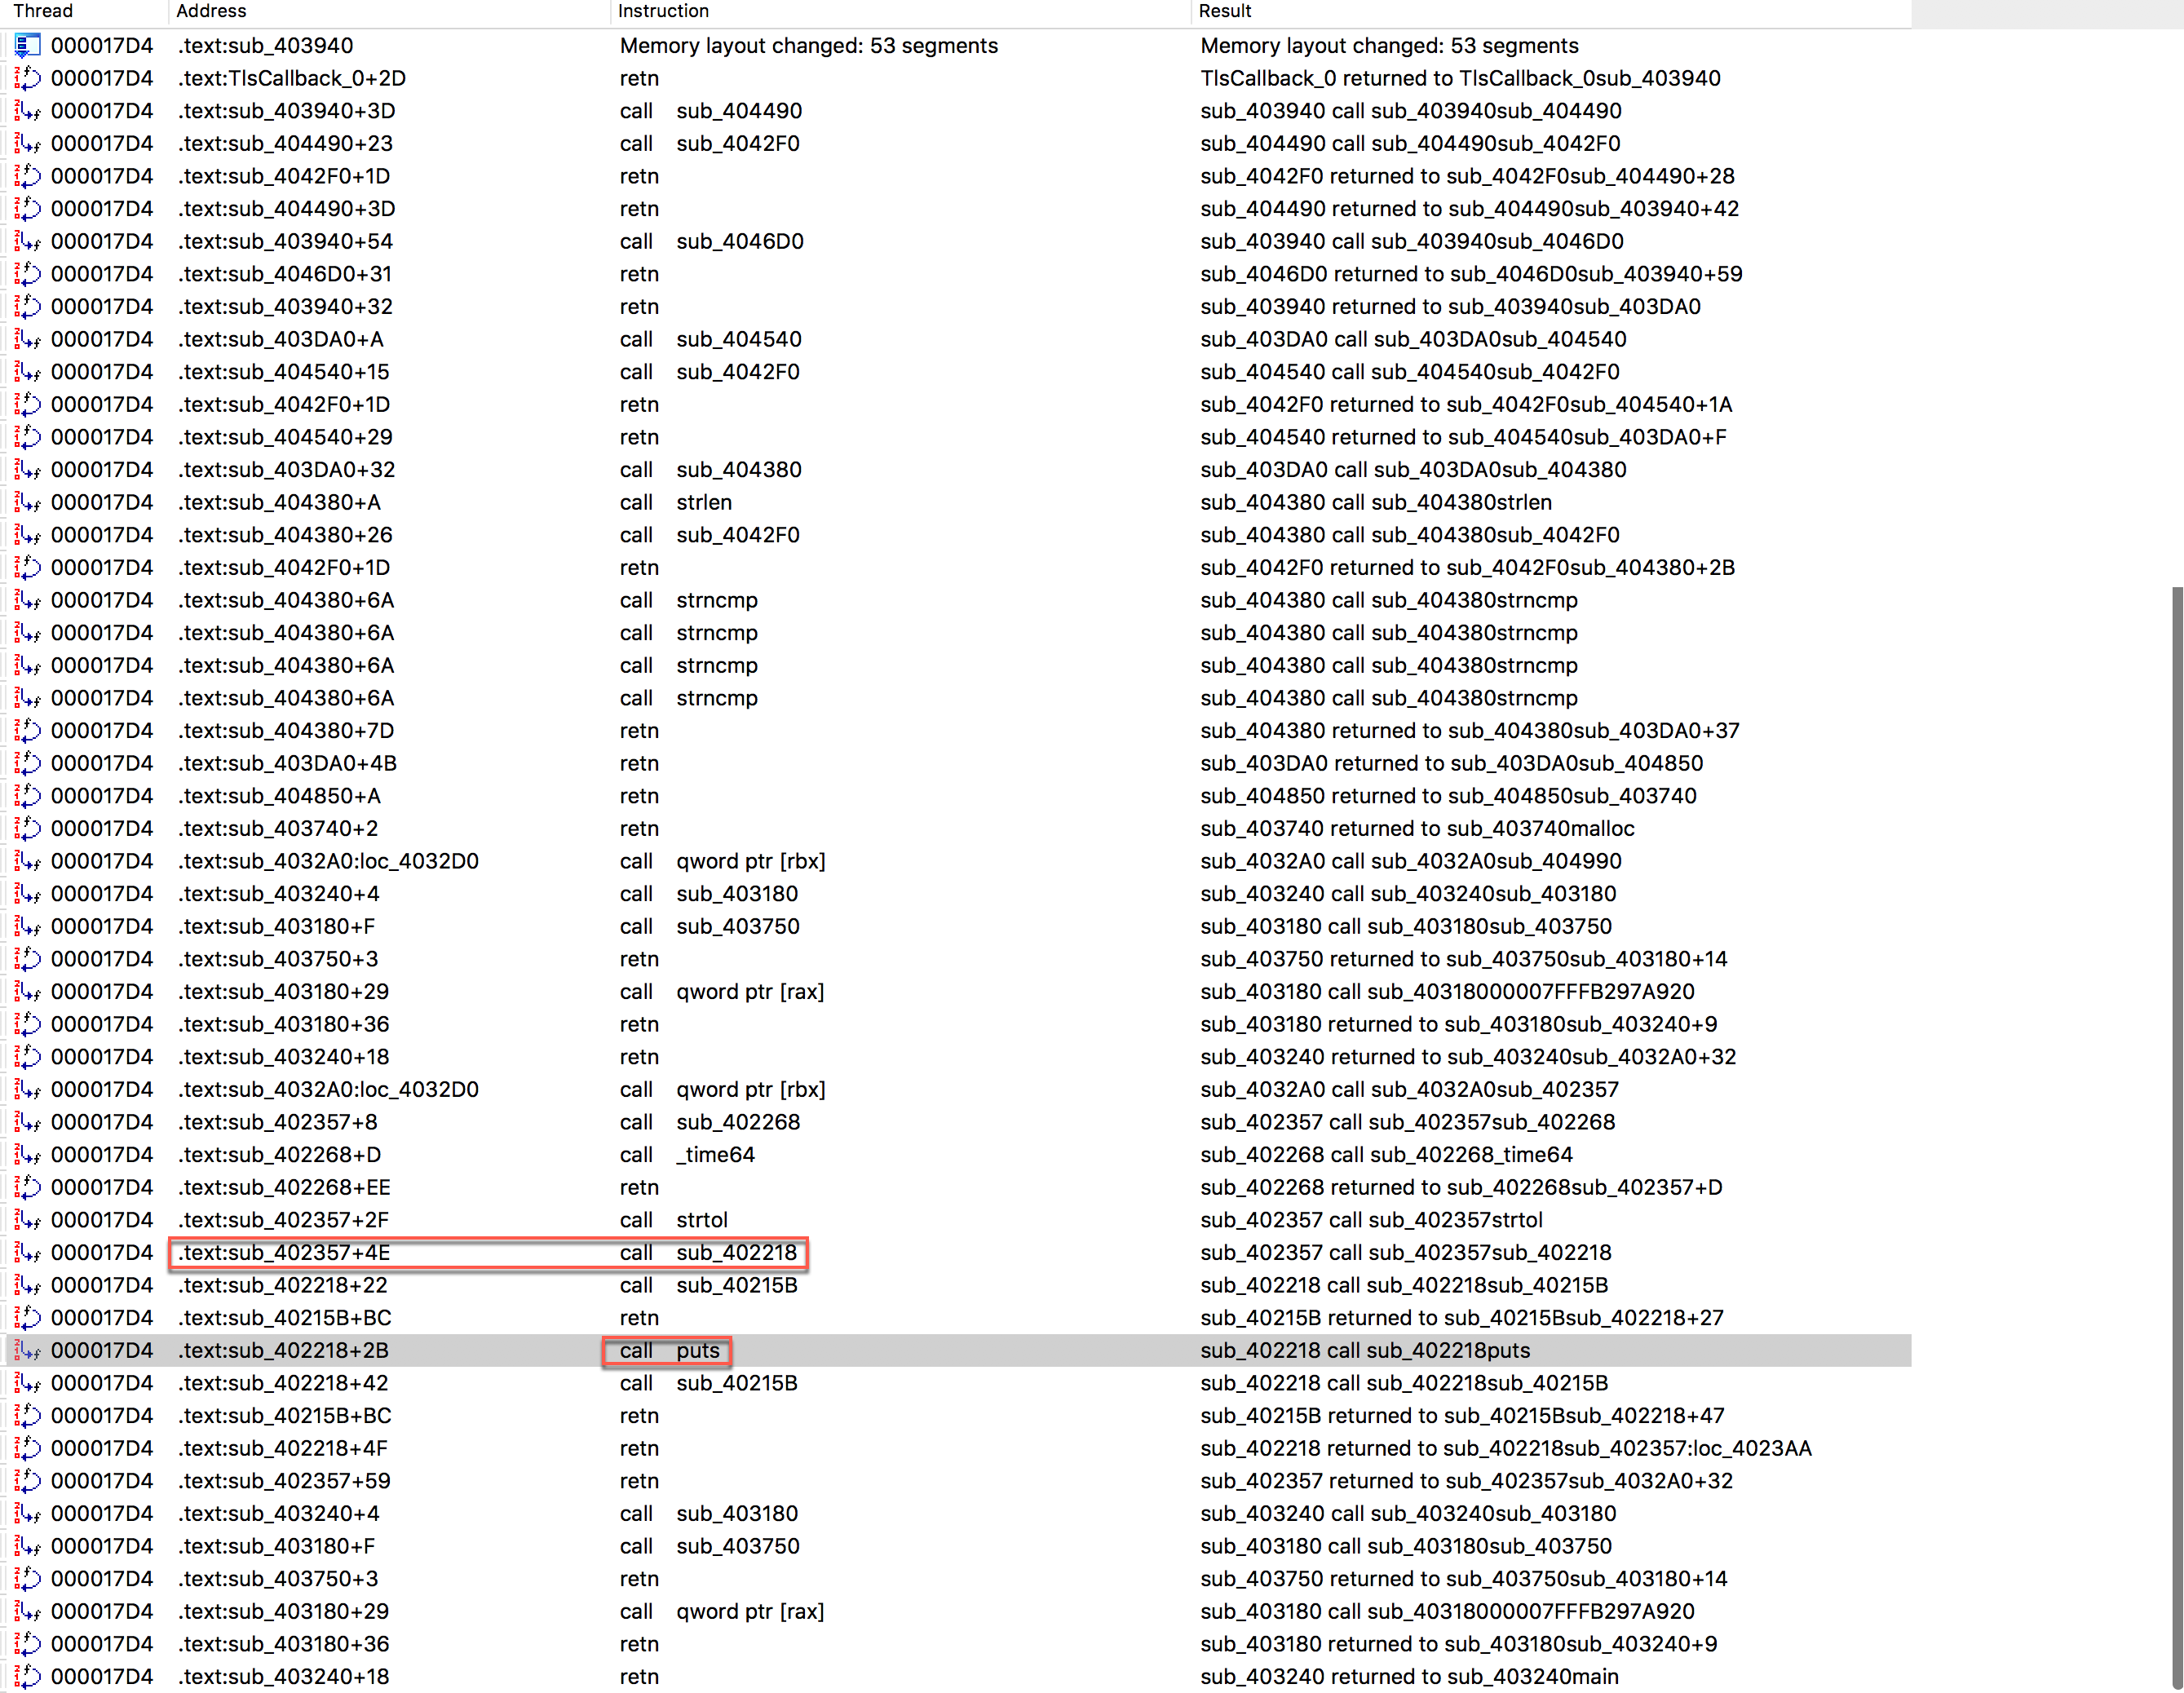 Thread Address Instruction Result
000017D4 .text:sub_403940 Memory layout changed: 53 segments Memory layout changed: 53 segments
000017D4 .text:TlsCallback_0+2D retn TlsCallback_0 returned to TlsCallback_0sub_403940
000017D4 .text:sub_403940+3D call sub_404490 sub_403940 call sub_403940sub_404490
000017D4 .text:sub_404490+23 call sub_4042F0 sub_404490 call sub_404490sub_4042F0
000017D4 .text:sub_4042F0+1D retn sub_4042F0 returned to sub_4042F0sub_404490+28
000017D4 .text:sub_404490+3D retn sub_404490 returned to sub_404490sub_403940+42
000017D4 .text:sub_403940+54 call sub_4046D0 sub_403940 call sub_403940sub_4046D0
000017D4 .text:sub_4046D0+31 retn sub_4046D0 returned to sub_4046D0sub_403940+59
000017D4 .text:sub_403940+32 retn sub_403940 returned to sub_403940sub_403DA0
000017D4 .text:sub_403DA0+A call sub_404540 sub_403DA0 call sub_403DA0sub_404540
000017D4 .text:sub_404540+15 call sub_4042F0 sub_404540 call sub_404540sub_4042F0
000017D4 .text:sub_4042F0+1D retn sub_4042F0 returned to sub_4042F0sub_404540+1A
000017D4 .text:sub_404540+29 retn sub_404540 returned to sub_404540sub_403DA0+F
000017D4 .text:sub_403DA0+32 call sub_404380 sub_403DA0 call sub_403DA0sub_404380
000017D4 .text:sub_404380+A call strlen sub_404380 call sub_404380strlen
000017D4 .text:sub_404380+26 call sub_4042F0 sub_404380 call sub_404380sub_4042F0
000017D4 .text:sub_4042F0+1D retn sub_4042F0 returned to sub_4042F0sub_404380+2B
000017D4 .text:sub_404380+6A call strncmp sub_404380 call sub_404380strncmp
000017D4 .text:sub_404380+6A call strncmp sub_404380 call sub_404380strncmp
000017D4 .text:sub_404380+6A call strncmp sub_404380 call sub_404380strncmp
000017D4 .text:sub_404380+6A call strncmp sub_404380 call sub_404380strncmp
000017D4 .text:sub_404380+7D retn sub_404380 returned to sub_404380sub_403DA0+37
000017D4 .text:sub_403DA0+4B retn sub_403DA0 returned to sub_403DA0sub_404850
000017D4 .text:sub_404850+A retn sub_404850 returned to sub_404850sub_403740
000017D4 .text:sub_403740+2 retn sub_403740 returned to sub_403740malloc
000017D4 .text:sub_4032A0:loc_4032D0 call qword ptr [rbx] sub_4032A0 call sub_4032A0sub_404990
000017D4 .text:sub_403240+4 call sub_403180 sub_403240 call sub_403240sub_403180
000017D4 .text:sub_403180+F call sub_403750 sub_403180 call sub_403180sub_403750
000017D4 .text:sub_403750+3 retn sub_403750 returned to sub_403750sub_403180+14
000017D4 .text:sub_403180+29 call qword ptr [rax] sub_403180 call sub_40318000007FFFB297A920
000017D4 .text:sub_403180+36 retn sub_403180 returned to sub_403180sub_403240+9
000017D4 .text:sub_403240+18 retn sub_403240 returned to sub_403240sub_4032A0+32
000017D4 .text:sub_4032A0:loc_4032D0 call qword ptr [rbx] sub_4032A0 call sub_4032A0sub_402357
000017D4 .text:sub_402357+8 call sub_402268 sub_402357 call sub_402357sub_402268
000017D4 .text:sub_402268+D call _time64 sub_402268 call sub_402268_time64
000017D4 .text:sub_402268+EE retn sub_402268 returned to sub_402268sub_402357+D
000017D4 .text:sub_402357+2F call strtol sub_402357 call sub_402357strtol
000017D4 .text:sub_402357+4E call sub_402218 sub_402357 call sub_402357sub_402218
000017D4 .text:sub_402218+22 call sub_40215B sub_402218 call sub_402218sub_40215B
000017D4 .text:sub_40215B+BC retn sub_40215B returned to sub_40215Bsub_402218+27
000017D4 .text:sub_402218+2B call puts sub_402218 call sub_402218puts
000017D4 .text:sub_402218+42 call sub_40215B sub_402218 call sub_402218sub_40215B
000017D4 .text:sub_40215B+BC retn sub_40215B returned to sub_40215Bsub_402218+47
000017D4 .text:sub_402218+4F retn sub_402218 returned to sub_402218sub_402357:loc_4023AA
000017D4 .text:sub_402357+59 retn sub_402357 returned to sub_402357sub_4032A0+32
000017D4 .text:sub_403240+4 call sub_403180 sub_403240 call sub_403240sub_403180
000017D4 .text:sub_403180+F call sub_403750 sub_403180 call sub_403180sub_403750
000017D4 .text:sub_403750+3 retn sub_403750 returned to sub_403750sub_403180+14
000017D4 .text:sub_403180+29 call qword ptr [rax] sub_403180 call sub_40318000007FFFB297A920
000017D4 .text:sub_403180+36 retn sub_403180 returned to sub_403180sub_403240+9
000017D4 .text:sub_403240+18 retn sub_403240 returned to sub_403240main